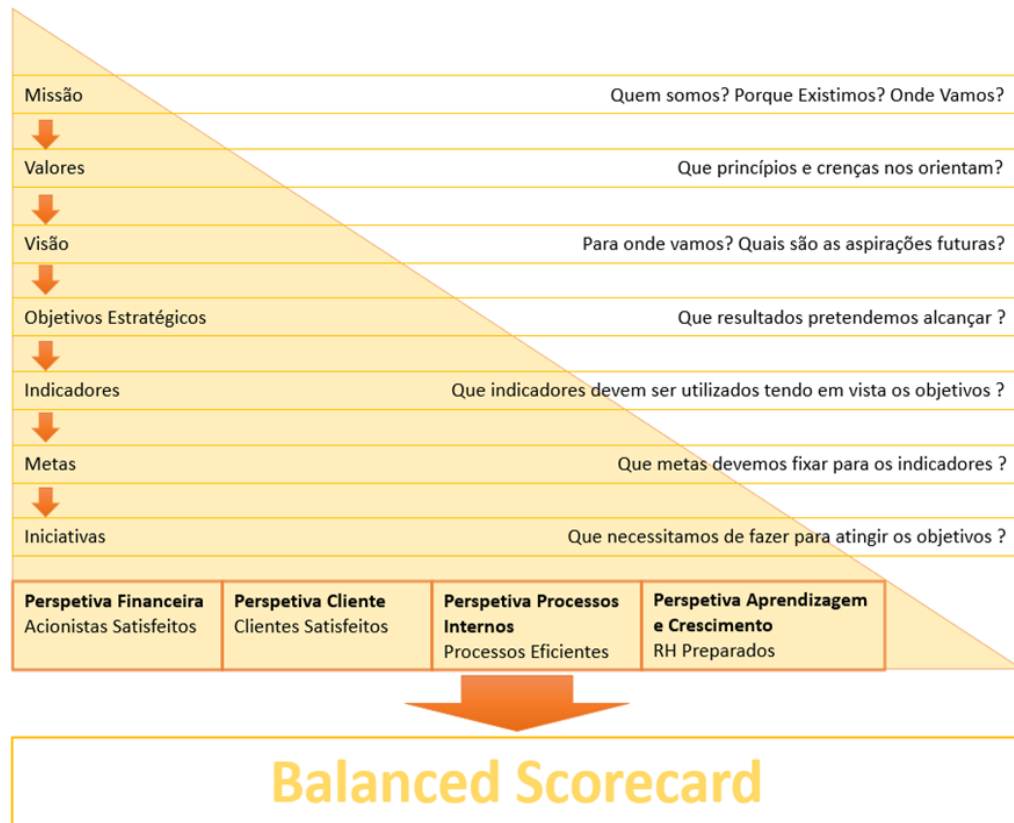 Missão
Quem somos? Porque Existimos? Onde Vamos?
Valores
Que princípios e crenças nos orientam?
Visão
Para onde vamos? Quais são as aspirações futuras?
Objetivos Estratégicos
Que resultados pretendemos alcançar ?
Indicadores
Que indicadores devem ser utilizados tendo em vista os objetivos ?
Metas
Que metas devemos fixar para os indicadores ?
Iniciativas
Que necessitamos de fazer para atingir os objetivos ?
Perspetiva Financeira
Acionistas Satisfeitos
Perspetiva Cliente
Clientes Satisfeitos
Perspetiva Processos
Internos
Processos Eficientes
Perspetiva Aprendizagem
e Crescimento
RH Preparados
Balanced Scorecard